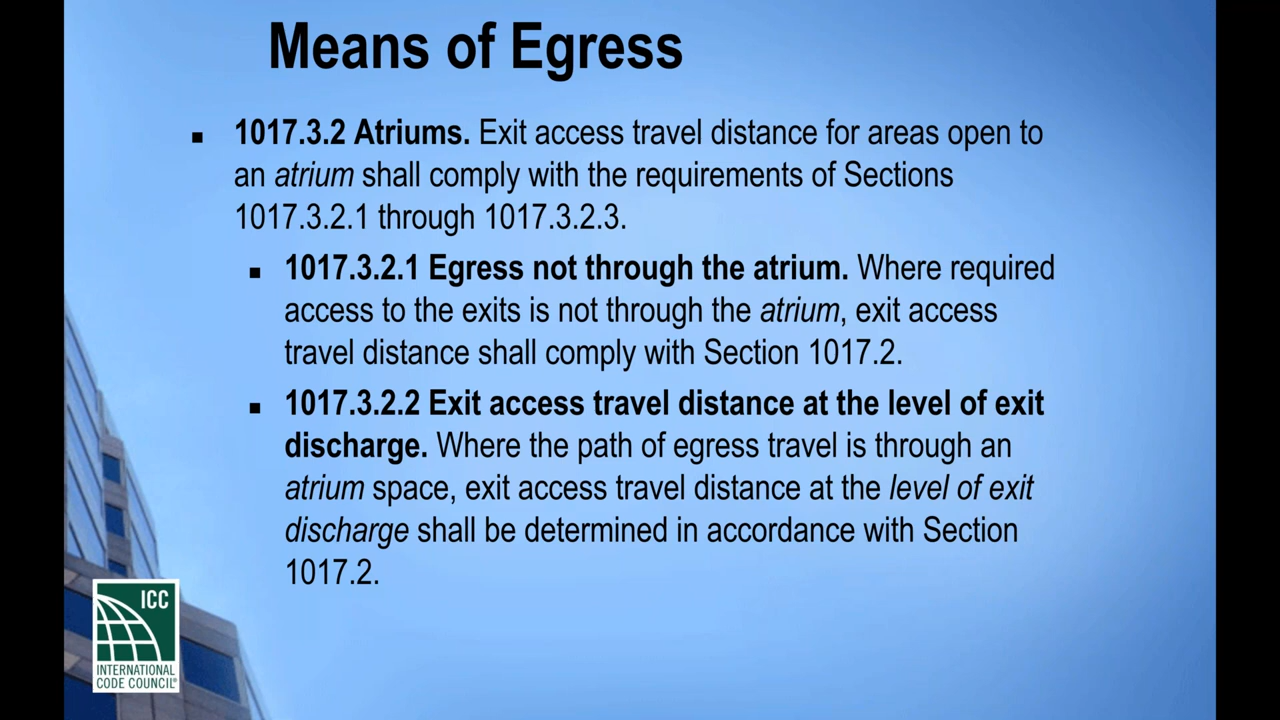 Means of Egress
▪ 1017.3.2 Atriums. Exit access travel distance for areas open to
an atrium shall comply with the requirements of Sections
1017.3.2.1 through 1017.3.2.3.
▪ 1017.3.2.1 Egress not through the atrium. Where required
access to the exits is not through the atrium, exit access
travel distance shall comply with Section 1017.2.
▪ 1017.3.2.2 Exit access travel distance at the level of exit
discharge. Where the path of egress travel is through an
atrium space, exit access travel distance at the level of exit
discharge shall be determined in accordance with Section
1017.2.
ICC
INTERNATIONAL
CODE COUNCIL®